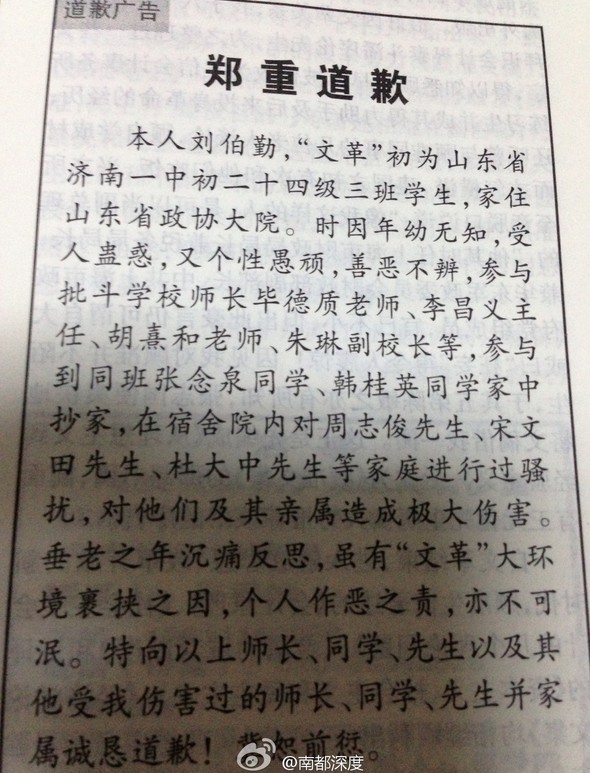 道歉广告
郑重道歉
本人刘伯勤，“文革”初为山东省
济南一中初二十四级三班学生，家住
山东省政协大院。时因年幼无知，受
人蛊惑，又个性愚顽，善恶不辨，参与
批斗学校师长毕德质老师、李昌义主
任、胡熹和老师、朱琳副校长等，参与
到同班张念泉同学、韩桂英同学家中
抄家，在宿舍院内对周志俊先生、宋文
田先生、杜大中先生等家庭进行过骚
扰，对他们及其亲属造成极大伤害。
垂老之年沉痛反思，虽有“文革”大环
境裹挟之因，个人作恶之责，亦不可
泯。特向以上师长、同学、先生以及其
他受我伤害过的师长、同学、先生并家
属诚恳道歉！
前衍。
@南都深度